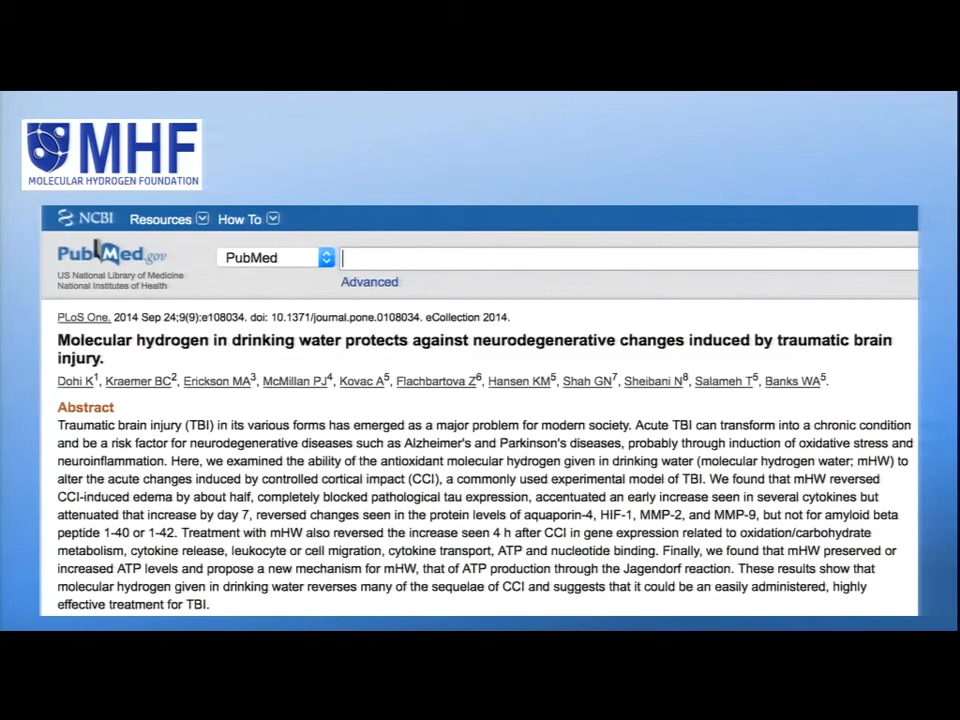 MHF
MOLECULAR HYDROGEN FOUNDATION
NCBI Resources How To
PubMed.gov
US National Library of Medicine
National Institutes of Health
PubMed
Advanced
PLoS One. 2014 Sep 24;9(9):e108034. doi: 10.1371/journal.pone.0108034. eCollection 2014.
Molecular hydrogen in drinking water protects against neurodegenerative changes induced by traumatic brain
injury.
Dohi K1, Kraemer BC2, Erickson MA3, McMillan PJ4, Kovac A5, Flachbartova Z6, Hansen KM5, Shah GN7, Sheibani N8, Salameh T5, Banks WA5.
Abstract
Traumatic brain injury (TBI) in its various forms has emerged as a major problem for modern society. Acute TBI can transform into a chronic condition
and be a risk factor for neurodegenerative diseases such as Alzheimer's and Parkinson's diseases, probably through induction of oxidative stress and
neuroinflammation. Here, we examined the ability of the antioxidant molecular hydrogen given in drinking water (molecular hydrogen water; mHW) to
alter the acute changes induced by controlled cortical impact (CCI), a commonly used experimental model of TBI. We found that mHW reversed
CCI-induced edema by about half, completely blocked pathological tau expression, accentuated an early increase seen in several cytokines but
attenuated that increase by day 7, reversed changes seen in the protein levels of aquaporin-4, HIF-1, MMP-2, and MMP-9, but not for amyloid beta
peptide 1-40 or 1-42. Treatment with mHW also reversed the increase seen 4 h after CCI in gene expression related to oxidation/carbohydrate
metabolism, cytokine release, leukocyte or cell migration, cytokine transport, ATP and nucleotide binding. Finally, we found that mHW preserved or
increased ATP levels and propose a new mechanism for mHW, that of ATP production through the Jagendorf reaction. These results show that
molecular hydrogen given in drinking water reverses many of the sequelae of CCI and suggests that it could be an easily administered, highly
effective treatment for TBI.